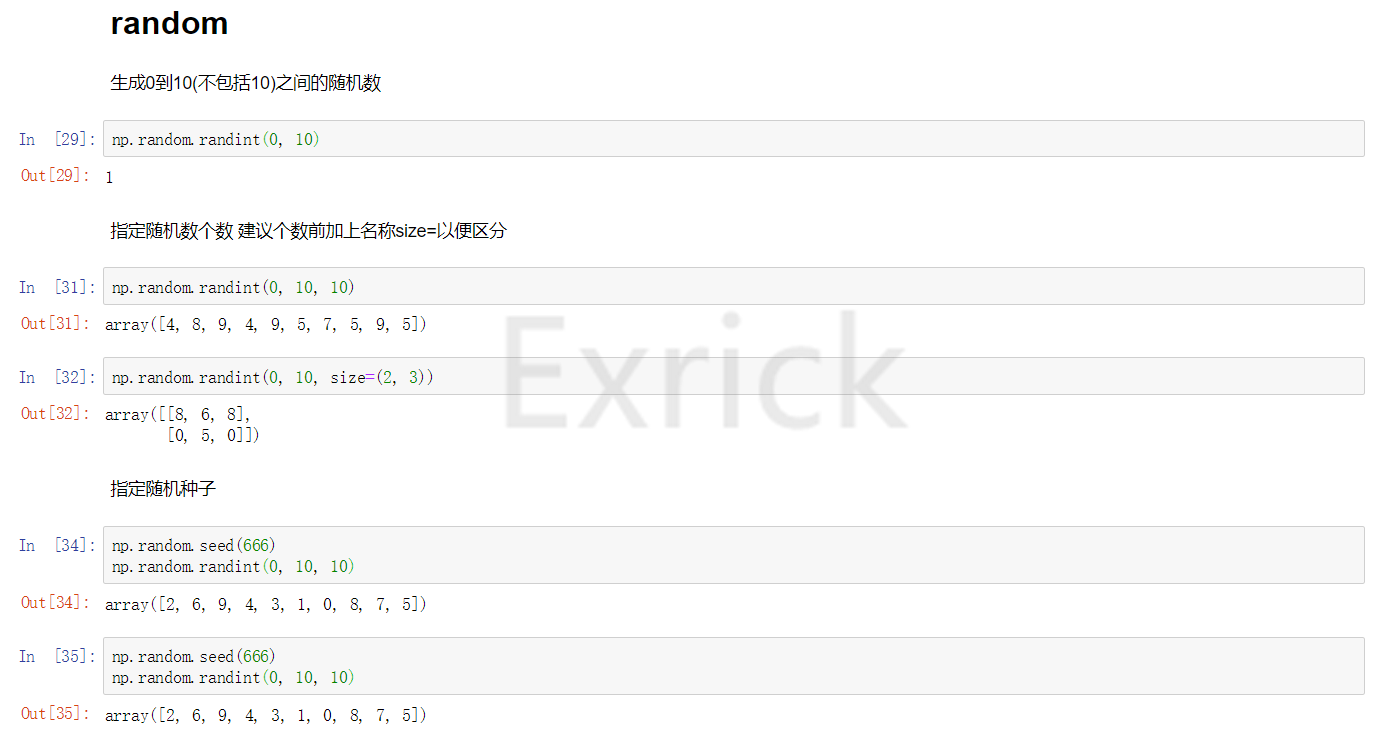 random
生成0到10(不包括10)之间的随机数
In [29]: np.random.randint(0, 10)
Out[29]: 1
指定随机数个数 建议个数前加上名称size=以便区分
In [31]: np.random.randint(0, 10, 10)
Out[31]: array([4, 8, 9, 4, 9, 5, 7, 5, 9, 5])
Exrick
In [32]: np.random.randint(0, 10, size=(2, 3))
Out[32]: array([[8, 6, 8],
[0, 5, 0]])
指定随机种子
In [34]: np.random.seed(666)
np.random.randint(0, 10, 10)
Out[34]: array([2, 6, 9, 4, 3, 1, 0, 8, 7, 5])
In [35]: np.random.seed(666)
np.random.randint(0, 10, 10)
Out[35]: array([2, 6, 9, 4, 3, 1, 0, 8, 7, 5])